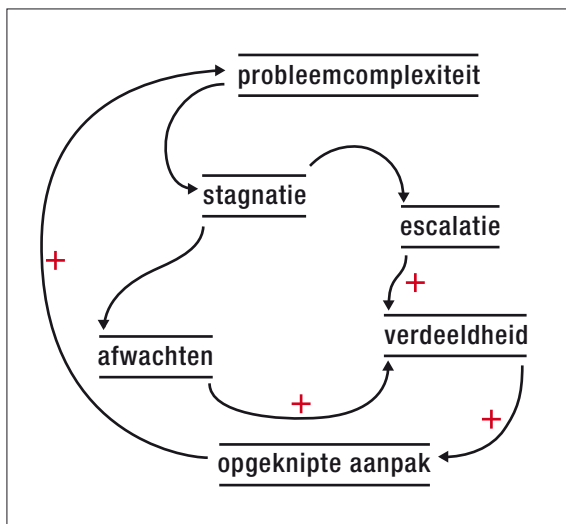 probleemcomplexiteit
stagnatie
escalatie
+
+
verdeeldheid
afwachten
+
+
opgeknipte aanpak